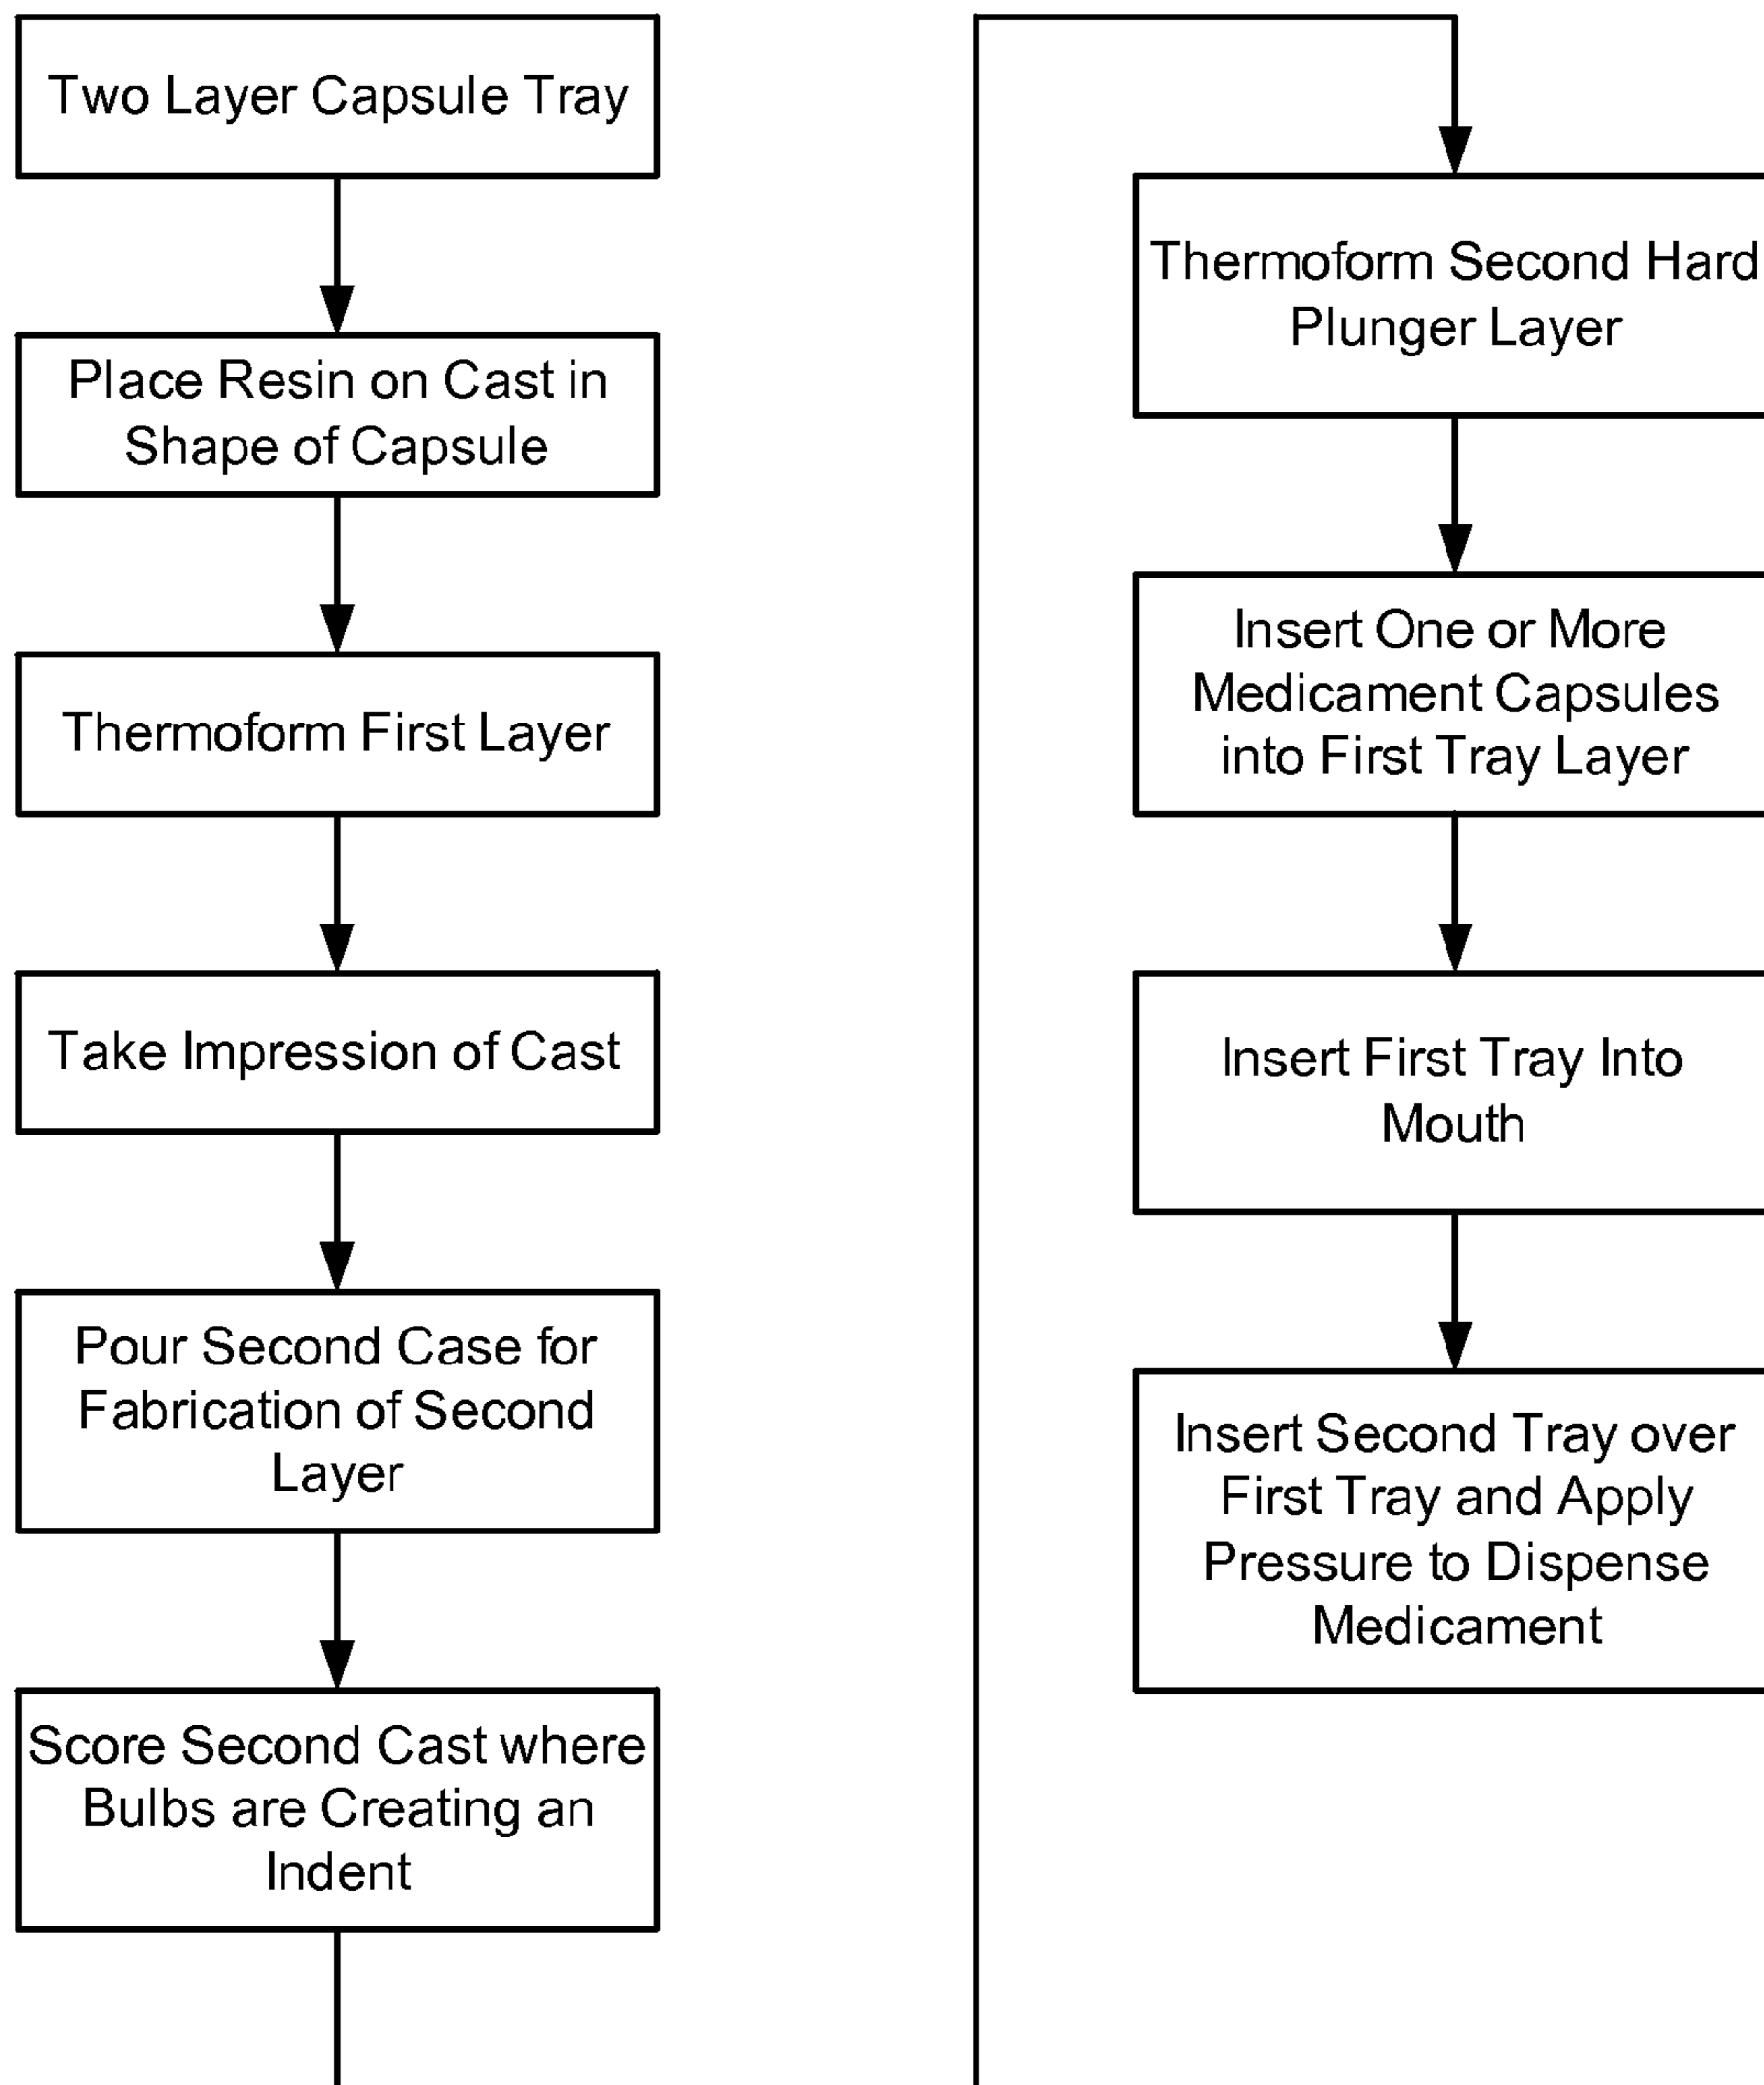 Two Layer Capsule Tray
Place Resin on Cast in
Shape of Capsule
Thermoform First Layer
Take Impression of Cast
Pour Second Case for
Fabrication of Second
Layer
Score Second Cast where
Bulbs are Creating an
Indent
Thermoform Second Hard
Plunger Layer
Insert One or More
Medicament Capsules
into First Tray Layer
Insert First Tray Into
Mouth
Insert Second Tray over
First Tray and Apply
Pressure to Dispense
Medicament